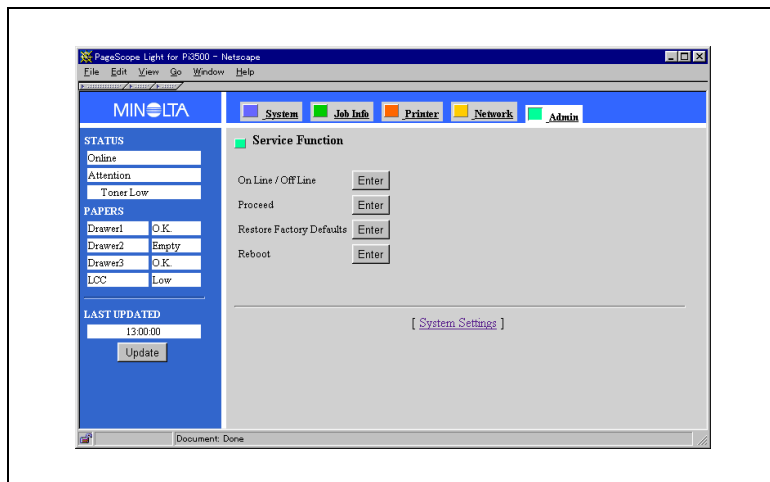 PageScope Light for Pi3500 - Netscape
File Edit View Go Window Help
MINOLTA
System Job Info Printer Network Admin
STATUS
Online
Attention
Toner Low
PAPERS
Drawer1 O.K.
Drawer2 Empty
Drawer3 O.K.
LCC Low
LAST UPDATED
13:00:00
Update
Service Function
On Line / Off Line Enter
Proceed Enter
Restore Factory Defaults Enter
Reboot Enter
[ System Settings ]
Document: Done